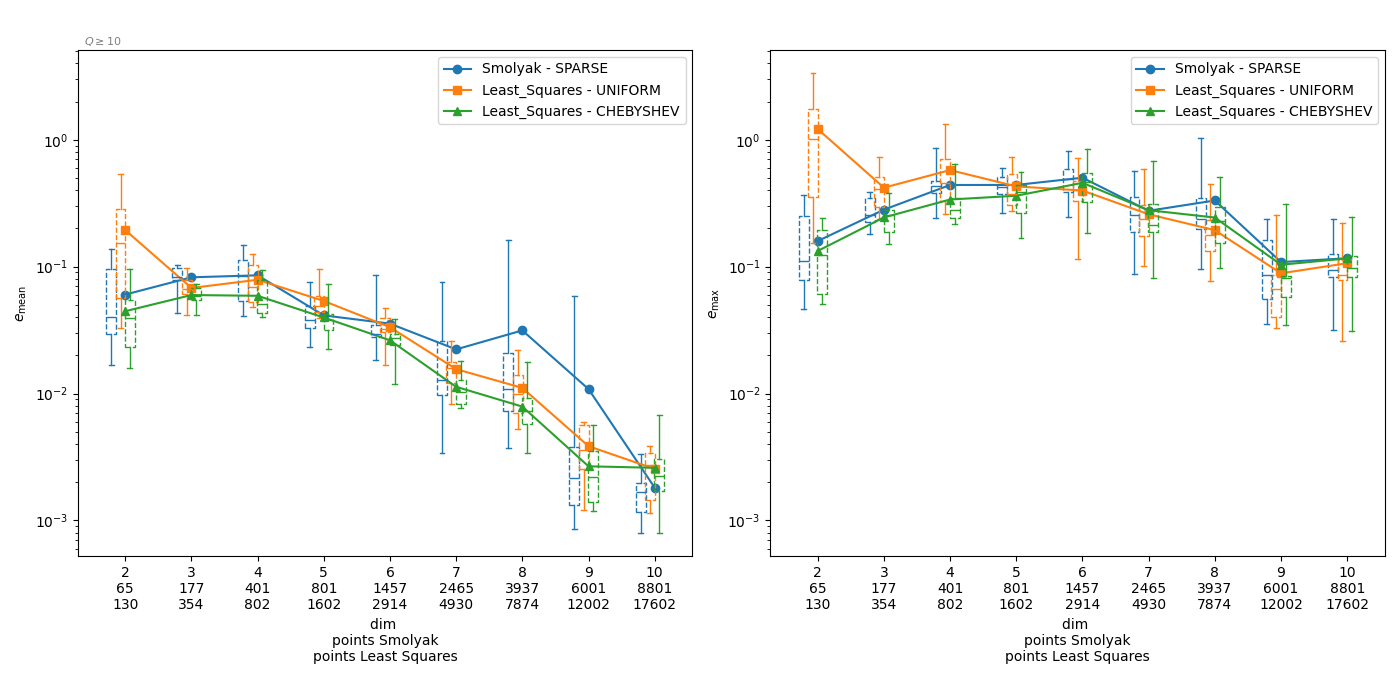 Q ≥ 10
Smolyak - SPARSE
Least_Squares - UNIFORM
Least_Squares - CHEBYSHEV
10⁰
10⁻¹
10⁻²
10⁻³
e_mean
2 3 4 5 6 7 8 9 10
65 177 401 801 1457 2465 3937 6001 8801
130 354 802 1602 2914 4930 7874 12002 17602
dim
points Smolyak
points Least Squares
Smolyak - SPARSE
Least_Squares - UNIFORM
Least_Squares - CHEBYSHEV
10⁰
10⁻¹
10⁻²
10⁻³
e_max
2 3 4 5 6 7 8 9 10
65 177 401 801 1457 2465 3937 6001 8801
130 354 802 1602 2914 4930 7874 12002 17602
dim
points Smolyak
points Least Squares